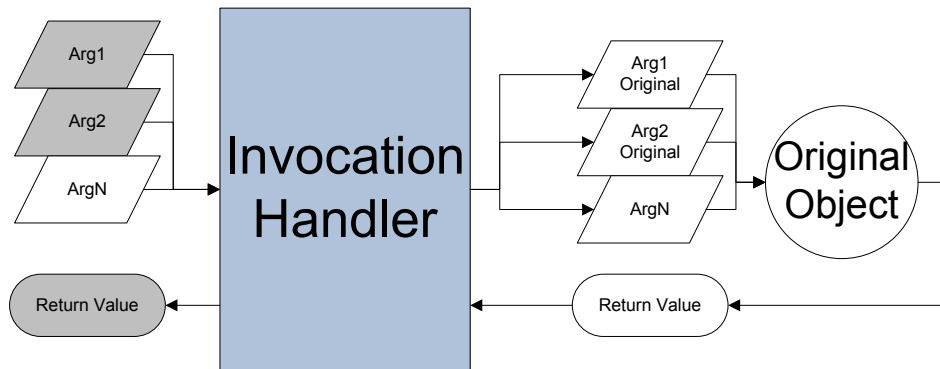 Arg1
Arg2
ArgN
Invocation
Handler
Arg1
Original
Arg2
Original
ArgN
Original
Object
Return Value
Return Value